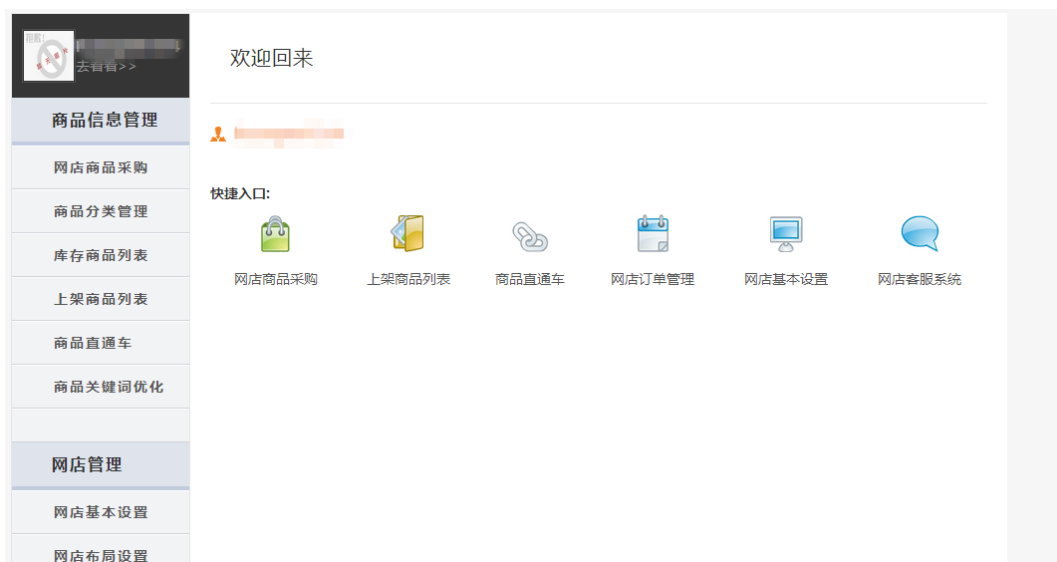 抱歉!
去看看>>
欢迎回来
商品信息管理
网店商品采购
商品分类管理
库存商品列表
上架商品列表
商品直通车
商品关键词优化
网店管理
网店基本设置
网店布局设置
快捷入口:
网店商品采购
上架商品列表
商品直通车
网店订单管理
网店基本设置
网店客服系统